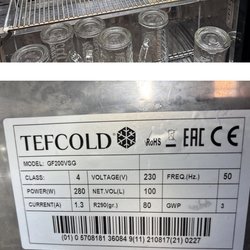 TEFCOLD RoHS EAC CE
MODEL: GF200VSG
CLASS: 4 VOLTAGE(V) 230 FREQ.(Hz.) 50
POWER(W) 280 NET.VOL(L) 100
CURRENT(A) 1.3 R290(gr.) 80 GWP 3
(01) 0 5708181 36064 9(11) 210817(21) 0227